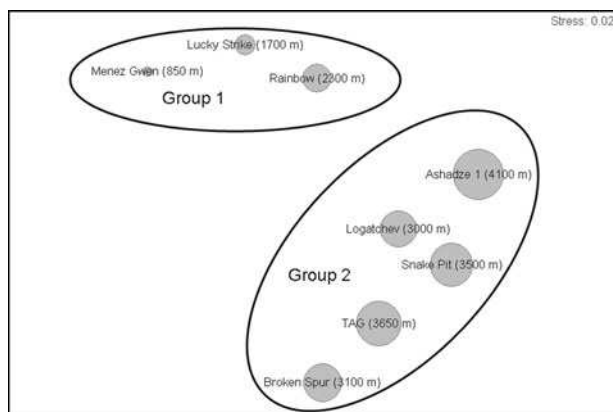 Stress: 0.02
Lucky Strike (1700 m)
Menez Gwen (850 m)
Rainbow (2300 m)
Group 1
Ashadze 1 (4100 m)
Logatchev (3000 m)
Snake Pit (3500 m)
Group 2
TAG (3650 m)
Broken Spur (3100 m)